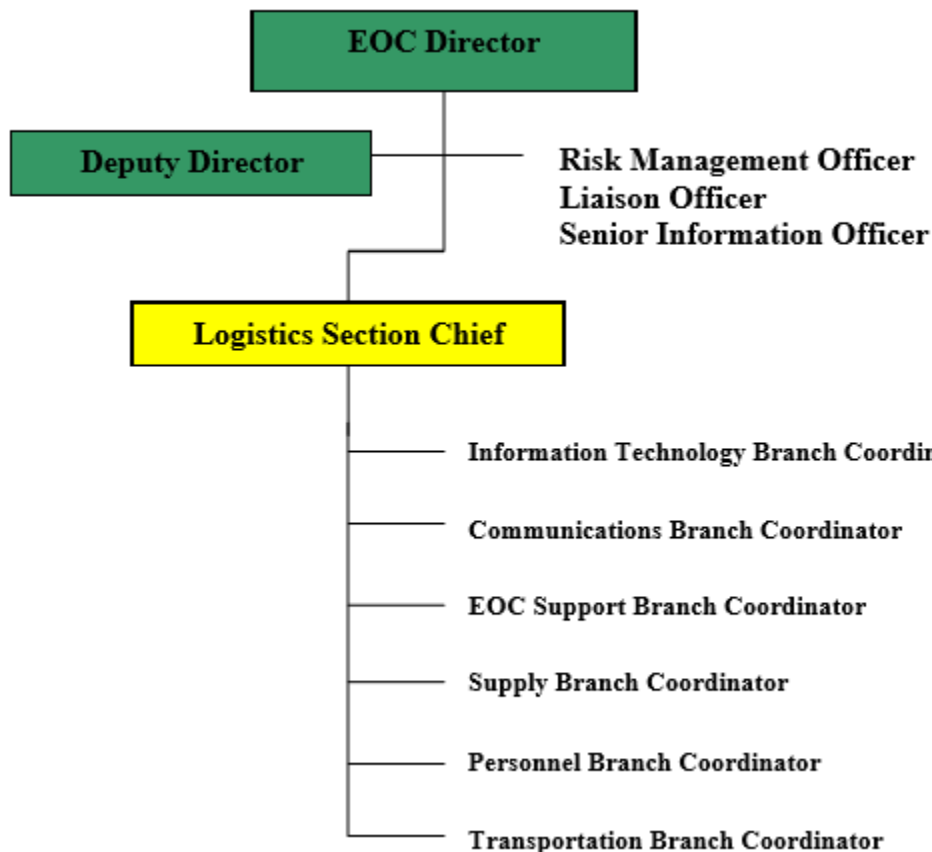 EOC Director
Deputy Director
Risk Management Officer
Liaison Officer
Senior Information Officer
Logistics Section Chief
Information Technology Branch
Communications Branch Coordinator
EOC Support Branch Coordinator
Supply Branch Coordinator
Personnel Branch Coordinator
Transportation Branch Coordinator